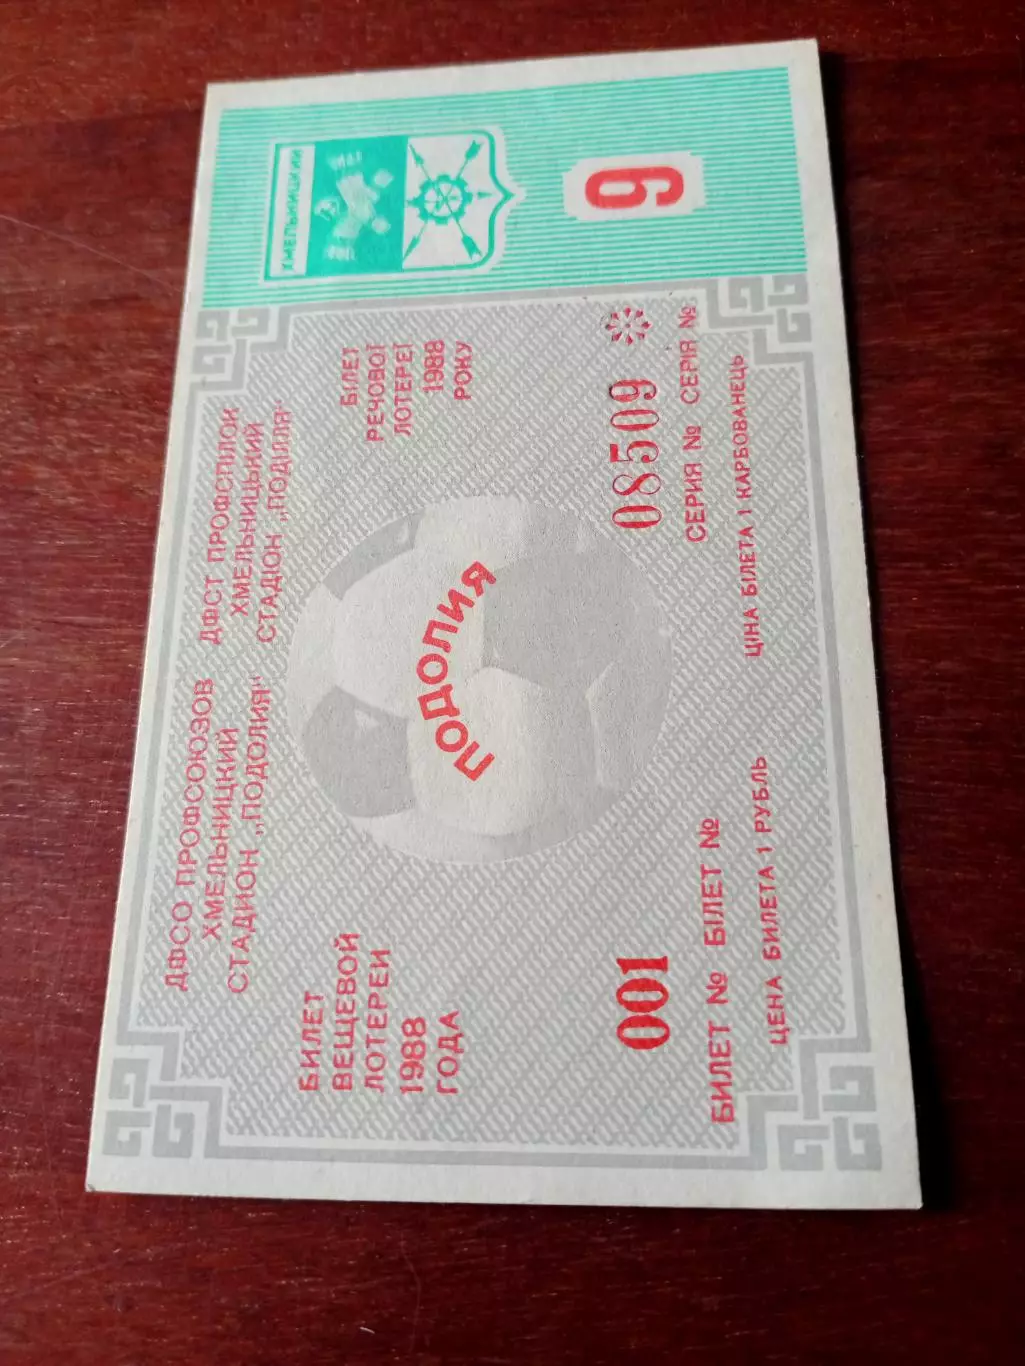 ДФСО ПРОФСОЮЗОВ
ХМЕЛЬНИЦКИЙ
СТАДИОН „ПОДОЛИЯ“
ДФСТ ПРОФСПІЛОК
ХМЕЛЬНИЦЬКИЙ
СТАДІОН „ПОДІЛЛЯ“
ХМЕЛЬНИЦКИЙ
БИЛЕТ
ВЕЩЕВОЙ
ЛОТЕРЕИ
1988
ГОДА
ПОДОЛИЯ
БІЛЕТ
РЕЧОВОЇ
ЛОТЕРЕЇ
1988
РОКУ
9
001
08509
БИЛЕТ № БІЛЕТ №
СЕРИЯ № СЕРІЯ №
ЦЕНА БИЛЕТА 1 РУБЛЬ
ЦІНА БІЛЕТА 1 КАРБОВАНЕЦЬ